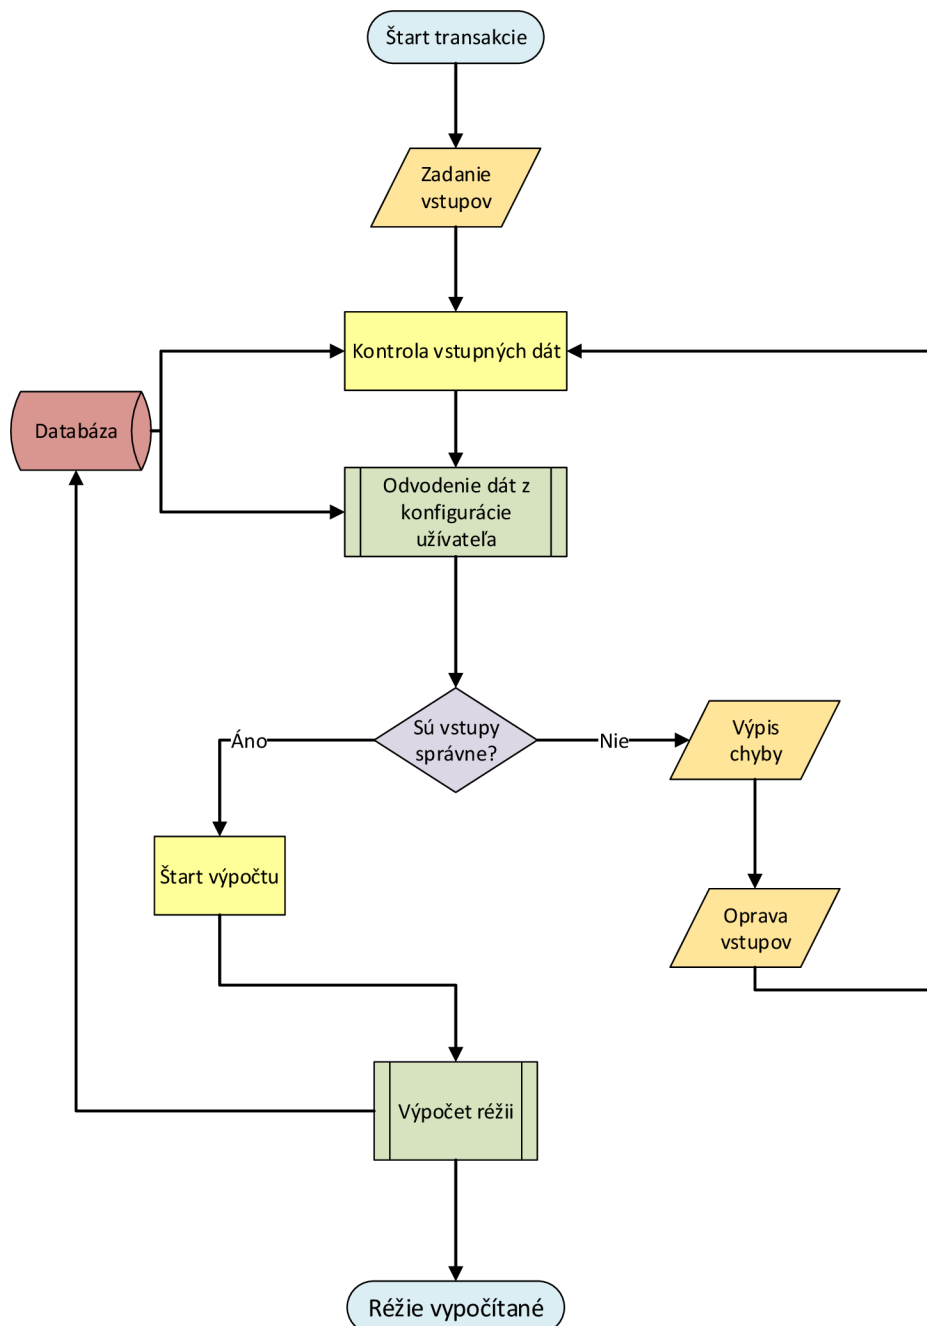 Štart transakcie
Zadanie
vstupov
Kontrola vstupných dát
Databáza
Odvodenie dát z
konfigurácie
užívateľa
Sú vstupy
správne?
Áno
Nie
Výpis
chyby
Štart výpočtu
Oprava
vstupov
Výpočet réžii
Réžie vypočítané